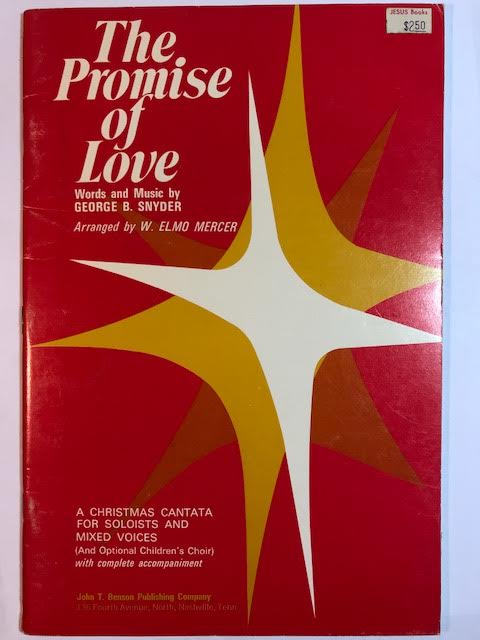 JESUS Books
$2.50
The
Promise
of
Love
Words and Music by
GEORGE B. SNYDER
Arranged by W. ELMO MERCER
A CHRISTMAS CANTATA
FOR SOLOISTS AND
MIXED VOICES
(And Optional Children's Choir)
with complete accompaniment
John T. Benson Publishing Company
136 Fourth Avenue, North, Nashville, Tenn.